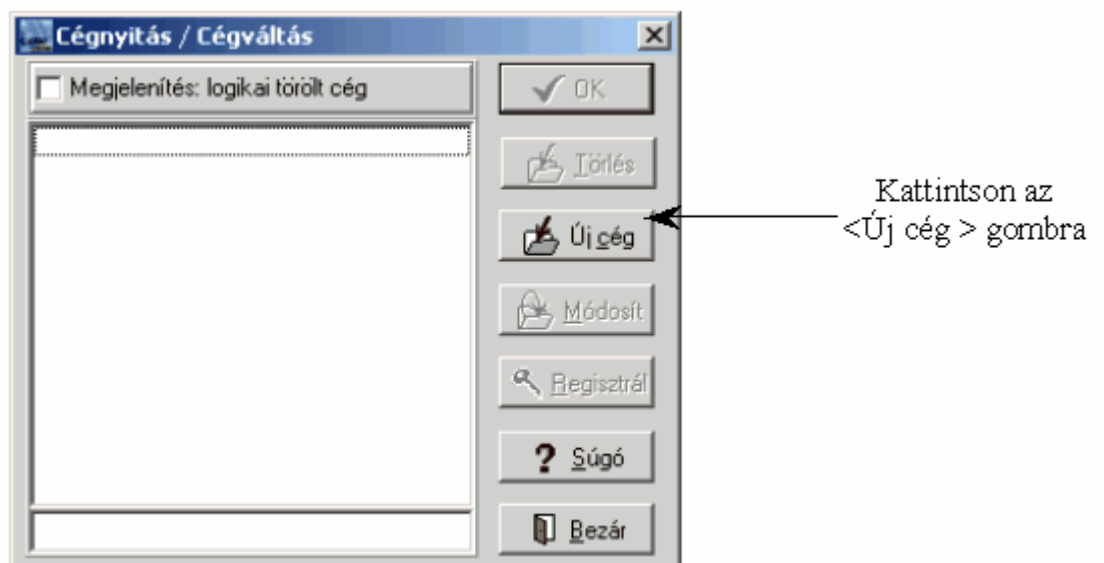 Cégnyitás / Cégváltás
Megjelenítés: logikai törölt cég
OK
Törlés
Új cég
Módosít
Regisztrál
Súgó
Bezár
Kattintson az
<Új cég > gombra